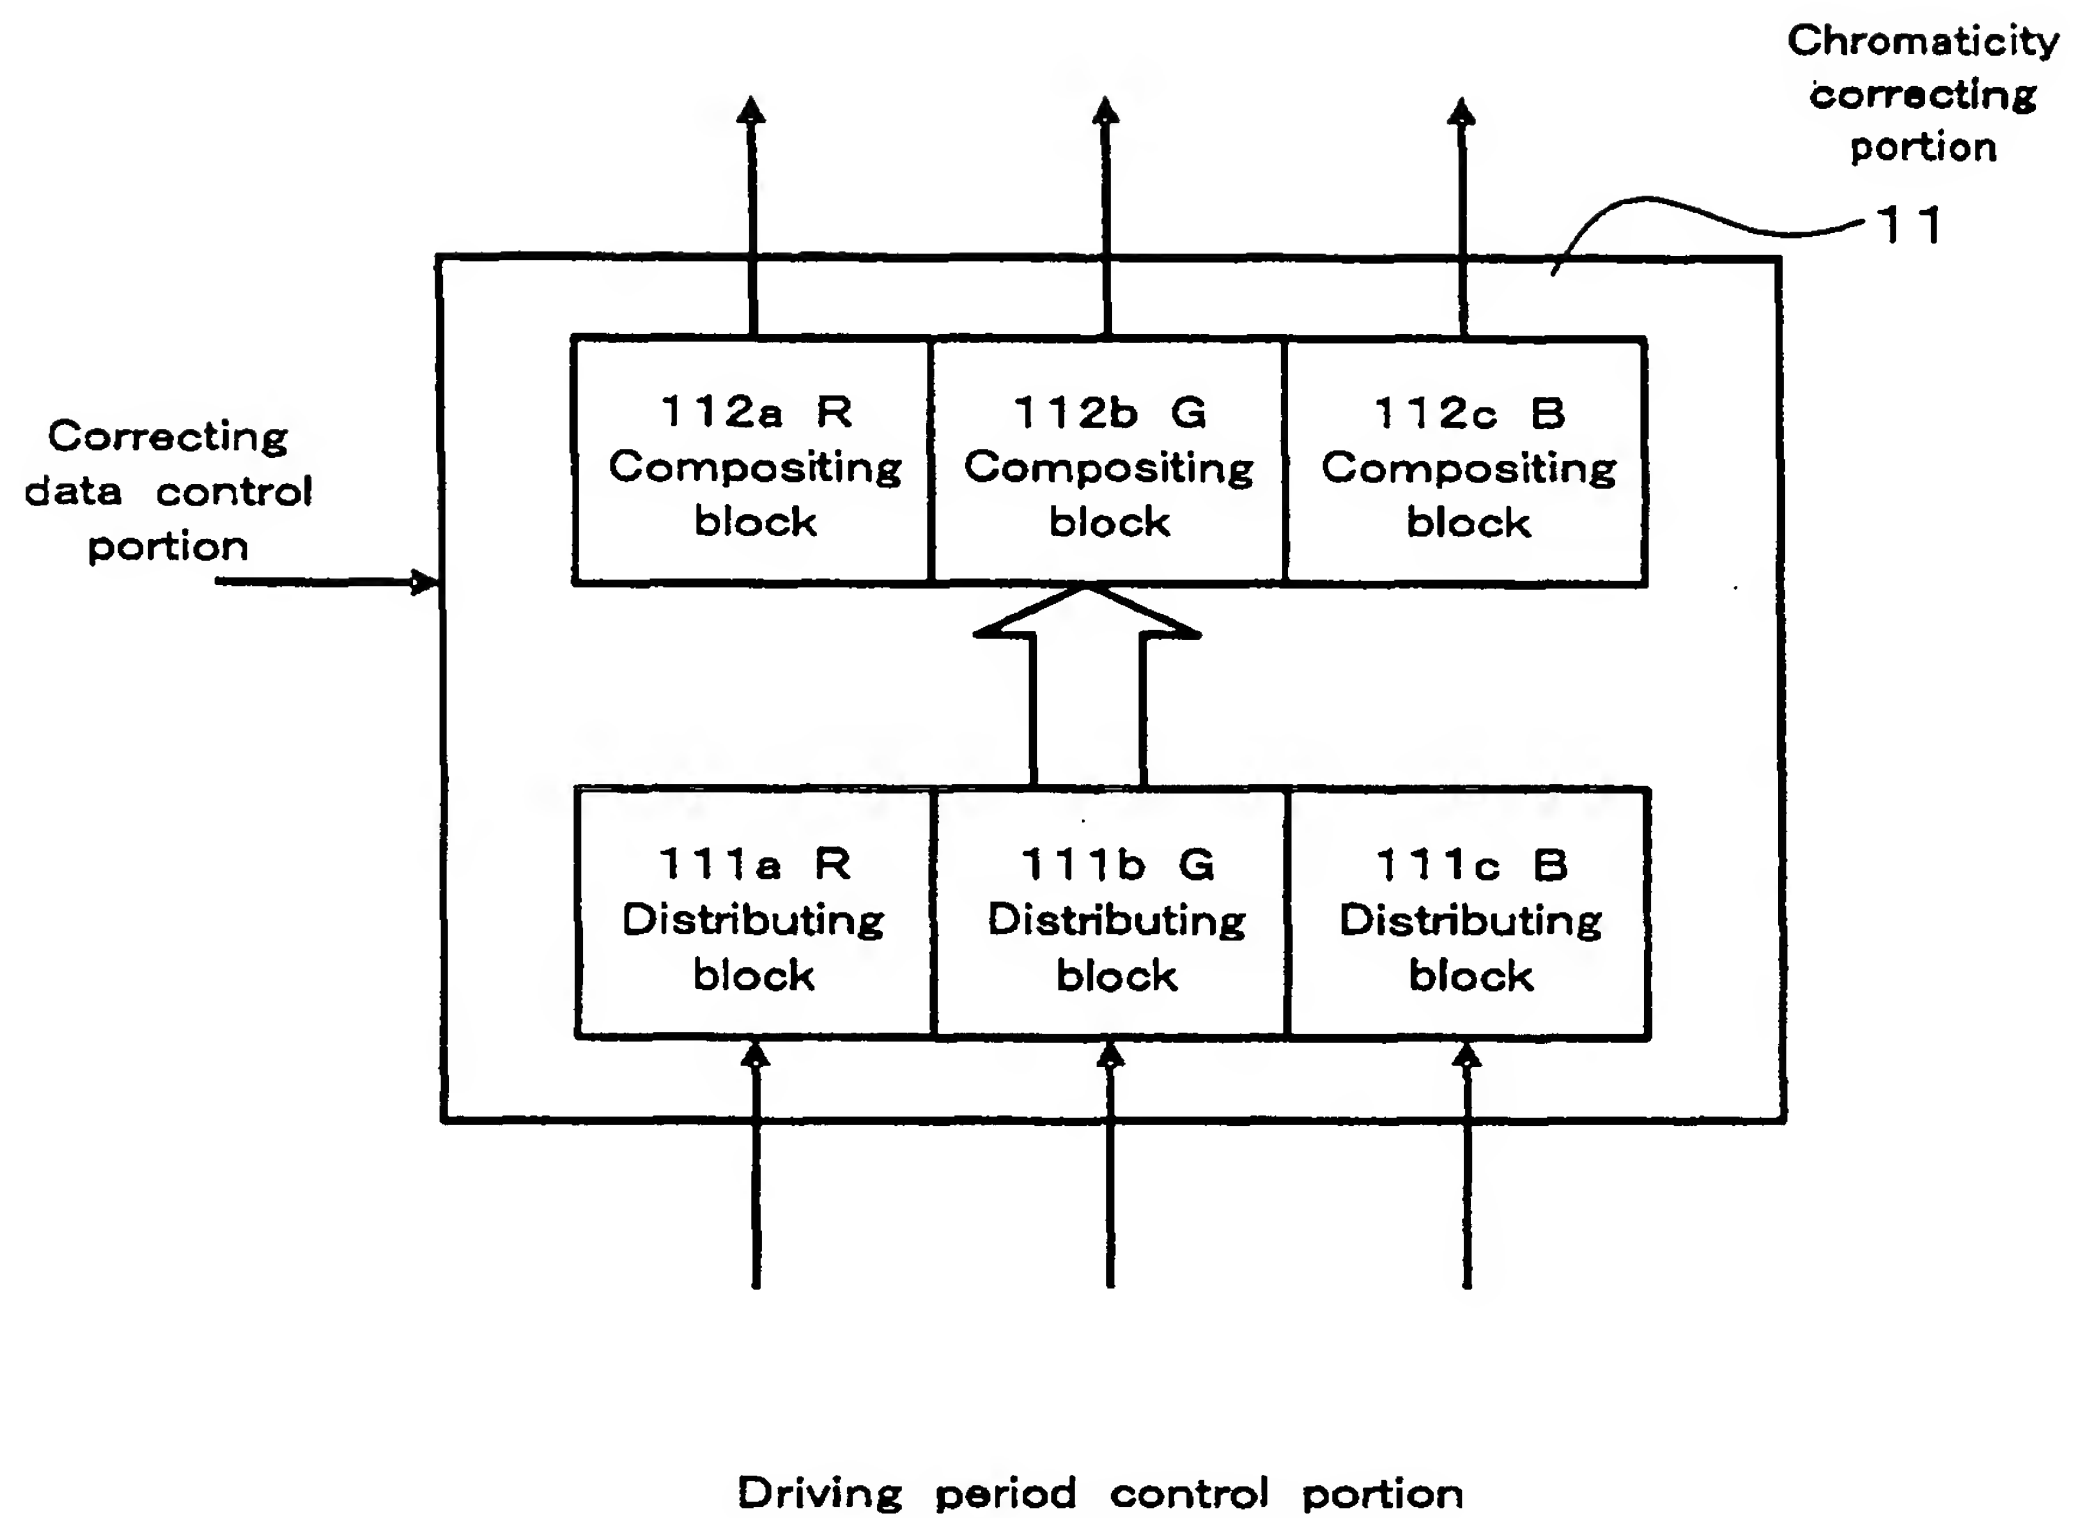 Chromaticity
correcting
portion
11
Correcting
data control
portion
112a R
Compositing
block
112b G
Compositing
block
112c B
Compositing
block
111a R
Distributing
block
111b G
Distributing
block
111c B
Distributing
block
Driving period control portion